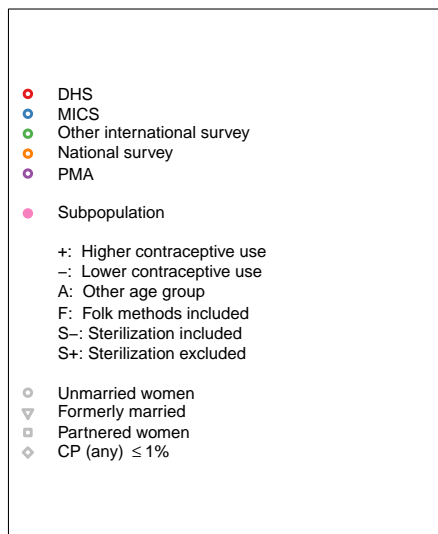 DHS
MICS
Other international survey
National survey
PMA
Subpopulation
+: Higher contraceptive use
−: Lower contraceptive use
A: Other age group
F: Folk methods included
S−: Sterilization included
S+: Sterilization excluded
Unmarried women
Formerly married
Partnered women
CP (any) ≤ 1%